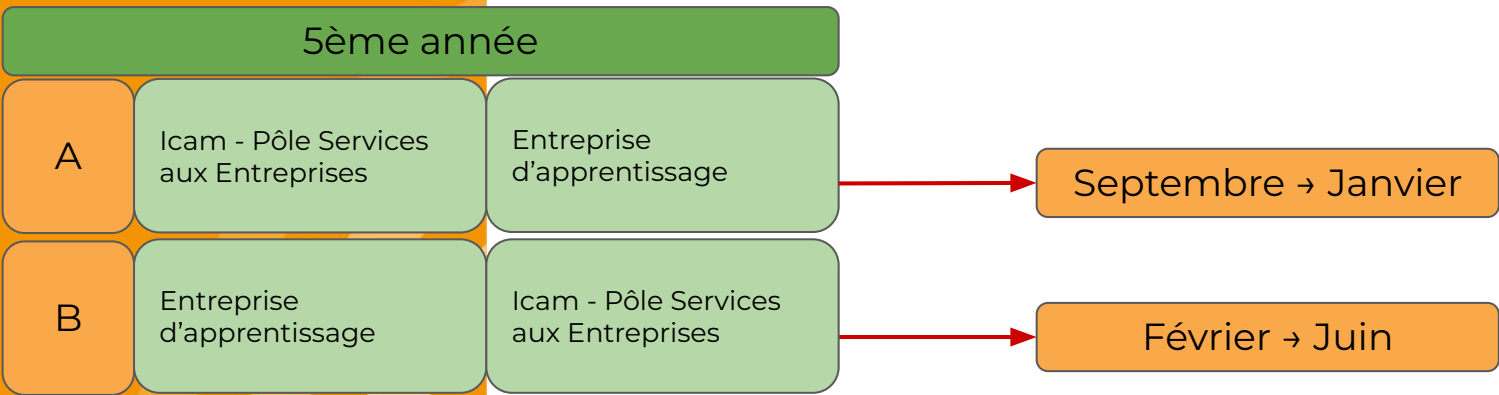 5ème année
A
Icam - Pôle Services
aux Entreprises
Entreprise
d’apprentissage
Septembre → Janvier
B
Entreprise
d’apprentissage
Icam - Pôle Services
aux Entreprises
Février → Juin